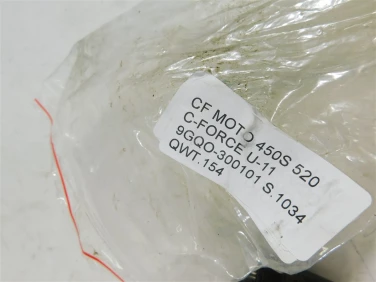 CF MOTO 450S 520
C-FORCE U-11
9GQ0-300101 S.1034
QWT.154